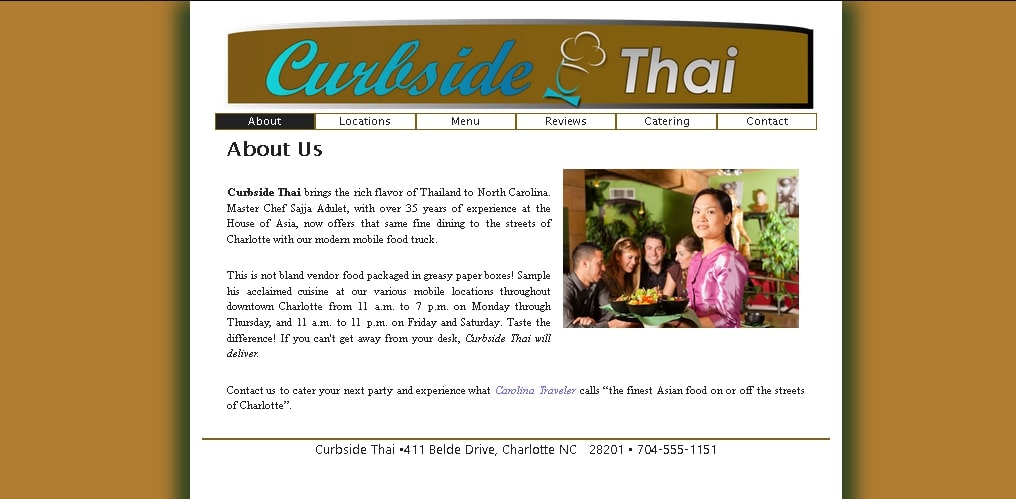 Curbside Thai
About Locations Menu Reviews Catering Contact
About Us
Curbside Thai brings the rich flavor of Thailand to North Carolina.
Master Chef Sajja Adulet, with over 35 years of experience at the
House of Asia, now offers that same fine dining to the streets of
Charlotte with our modern mobile food truck.
This is not bland vendor food packaged in greasy paper boxes! Sample
his acclaimed cuisine at our various mobile locations throughout
downtown Charlotte from 11 a.m. to 7 p.m. on Monday through
Thursday, and 11 a.m. to 11 p.m. on Friday and Saturday. Taste the
difference! If you can't get away from your desk, Curbside Thai will
deliver.
Contact us to cater your next party and experience what Carolina Traveler calls “the finest Asian food on or off the streets
of Charlotte”.
Curbside Thai •411 Belde Drive, Charlotte NC 28201 • 704-555-1151